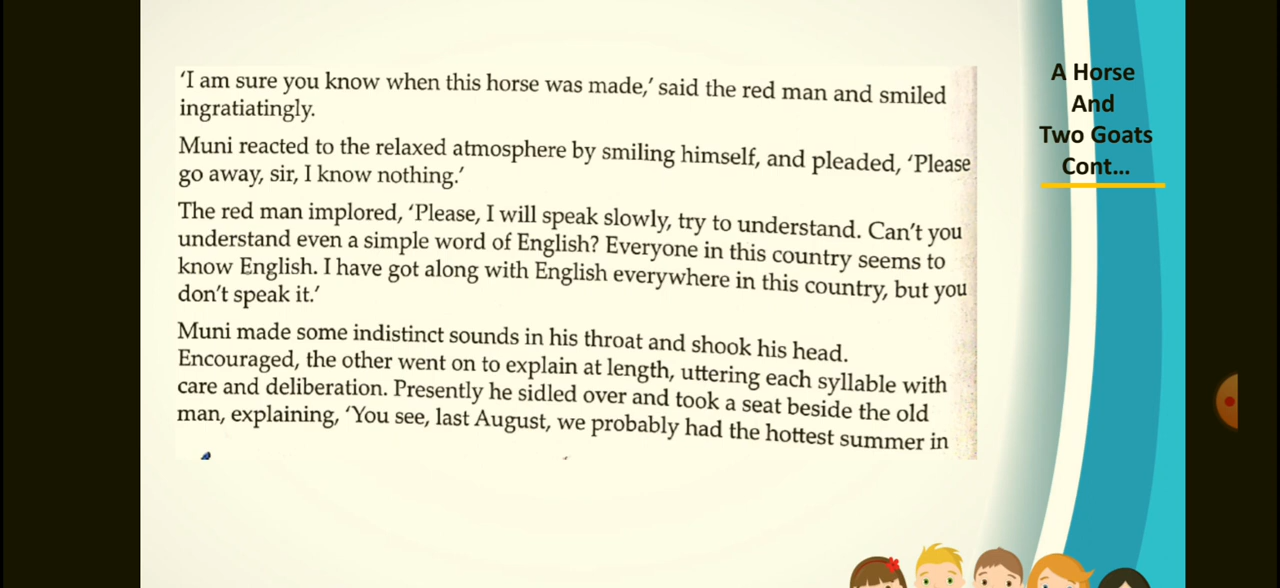 ‘I am sure you know when this horse was made,’ said the red man and smiled
ingratiatingly.
Muni reacted to the relaxed atmosphere by smiling himself, and pleaded, ‘Please
go away, sir, I know nothing.’
The red man implored, ‘Please, I will speak slowly, try to understand. Can’t you
understand even a simple word of English? Everyone in this country seems to
know English. I have got along with English everywhere in this country, but you
don’t speak it.’
Muni made some indistinct sounds in his throat and shook his head.
Encouraged, the other went on to explain at length, uttering each syllable with
care and deliberation. Presently he sidled over and took a seat beside the old
man, explaining, ‘You see, last August, we probably had the hottest summer in
A Horse
And
Two Goats
Cont...